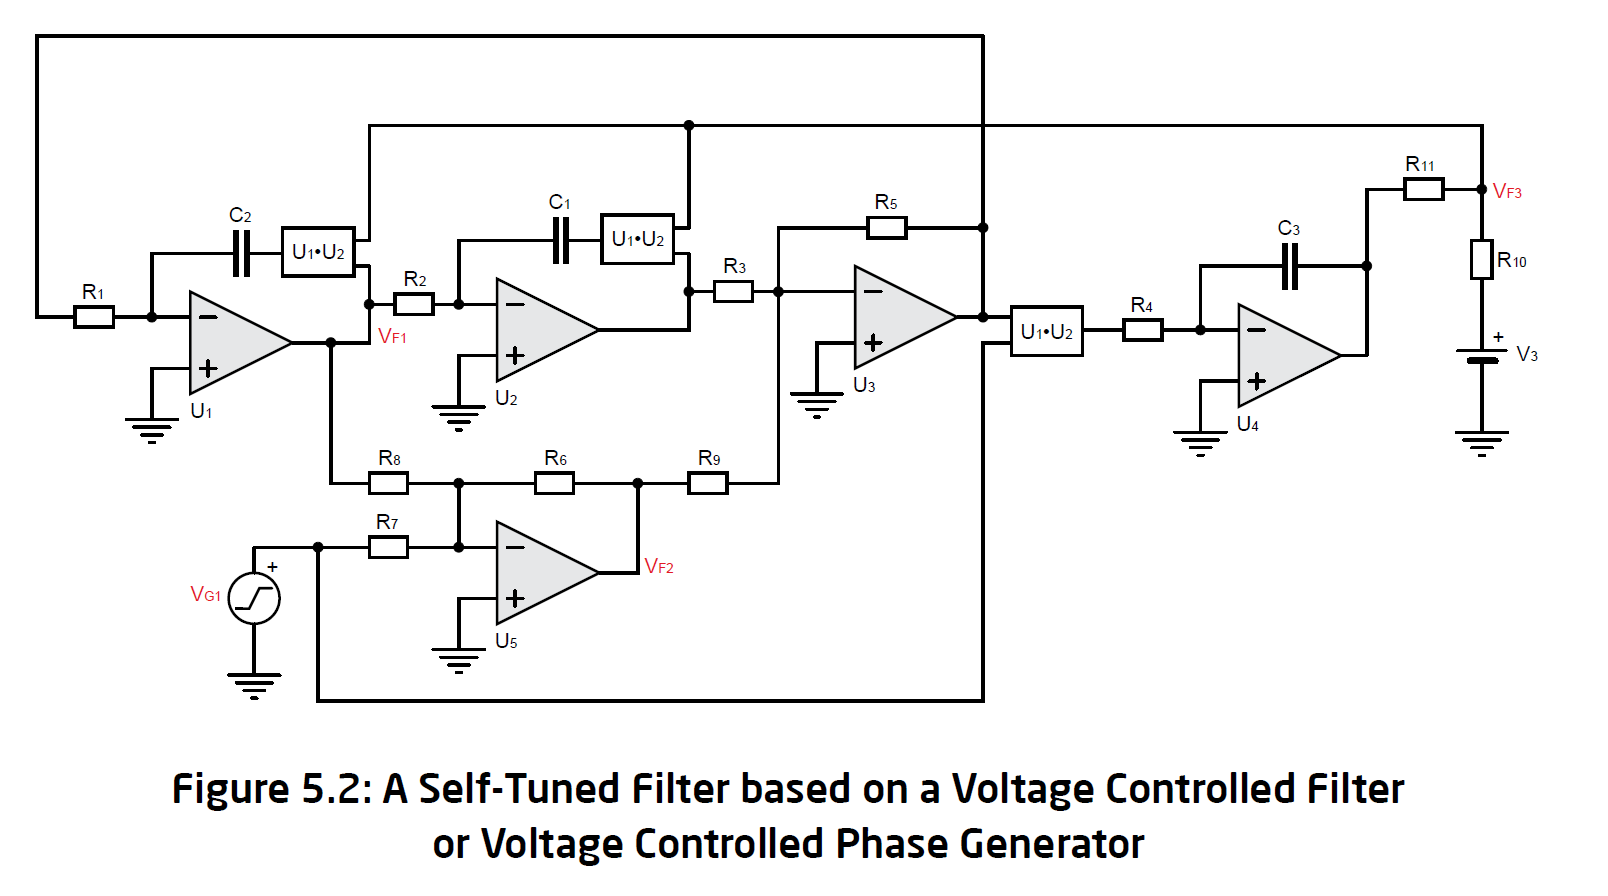 R11
VF3
C2
C1
R5
C3
U1•U2
U1•U2
R10
R1
R2
R3
R4
U1•U2
VF1
+
V3
U1
U2
U3
U4
R8
R6
R9
R7
VF2
+
VG1
U5
Figure 5.2: A Self-Tuned Filter based on a Voltage Controlled Filter
or Voltage Controlled Phase Generator